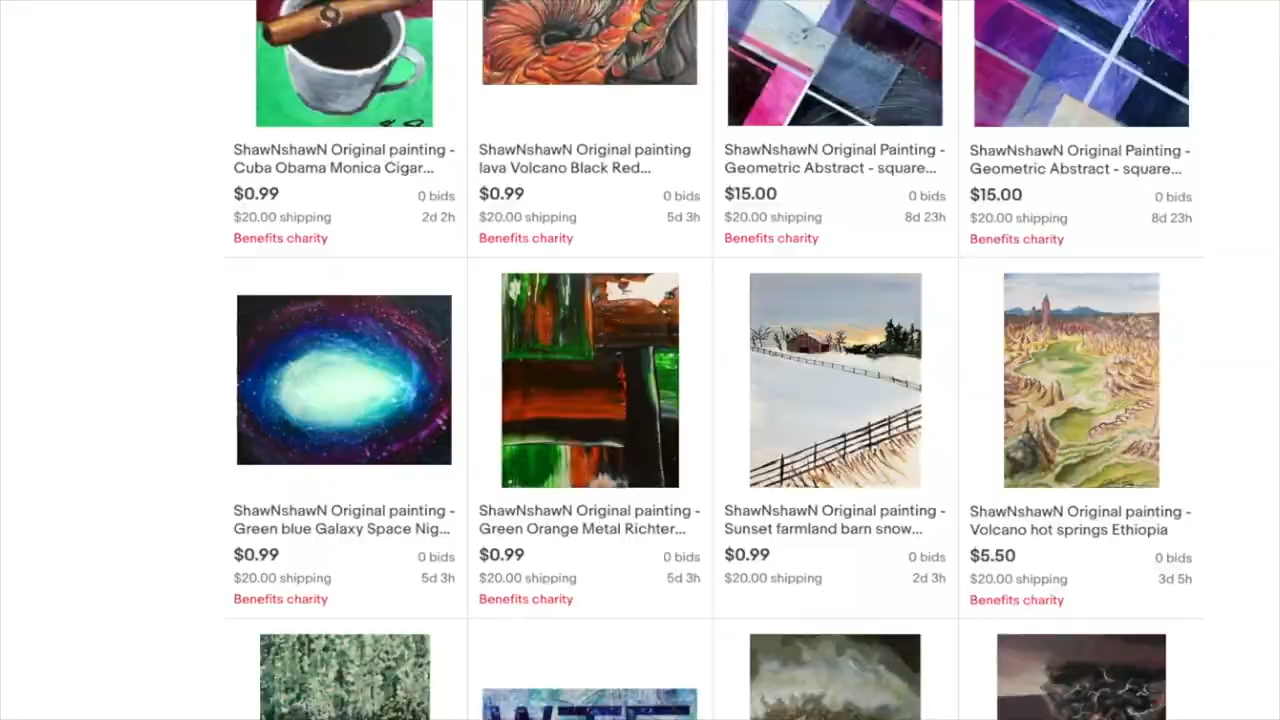 ShawNshawN Original painting -
Cuba Obama Monica Cigar...
$0.99 0 bids
$20.00 shipping 2d 2h
Benefits charity
ShawNshawN Original painting
lava Volcano Black Red...
$0.99 0 bids
$20.00 shipping 5d 3h
Benefits charity
ShawNshawN Original Painting -
Geometric Abstract - square...
$15.00 0 bids
$20.00 shipping 8d 23h
Benefits charity
ShawNshawN Original Painting -
Geometric Abstract - square...
$15.00 0 bids
$20.00 shipping 8d 23h
Benefits charity
ShawNshawN Original painting -
Green blue Galaxy Space Nig...
$0.99 0 bids
$20.00 shipping 5d 3h
Benefits charity
ShawNshawN Original painting -
Green Orange Metal Richter...
$0.99 0 bids
$20.00 shipping 5d 3h
Benefits charity
ShawNshawN Original painting -
Sunset farmland barn snow...
$0.99 0 bids
$20.00 shipping 2d 3h
ShawNshawN Original painting -
Volcano hot springs Ethiopia
$5.50 0 bids
$20.00 shipping 3d 5h
Benefits charity